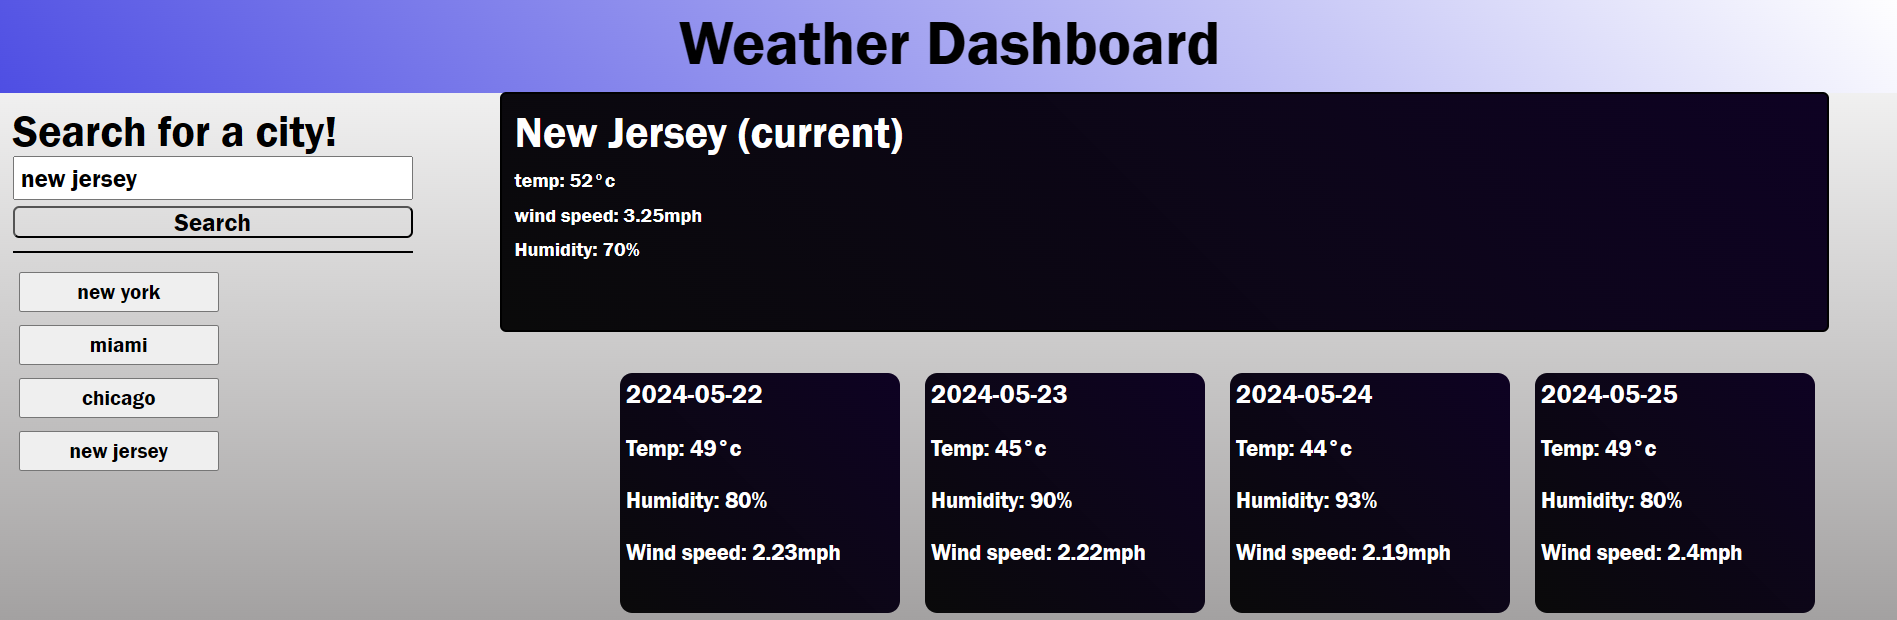 Weather Dashboard
Search for a city!
new jersey
Search
new york
miami
chicago
new jersey
New Jersey (current)
temp: 52°c
wind speed: 3.25mph
Humidity: 70%
2024-05-22
Temp: 49°c
Humidity: 80%
Wind speed: 2.23mph
2024-05-23
Temp: 45°c
Humidity: 90%
Wind speed: 2.22mph
2024-05-24
Temp: 44°c
Humidity: 93%
Wind speed: 2.19mph
2024-05-25
Temp: 49°c
Humidity: 80%
Wind speed: 2.4mph